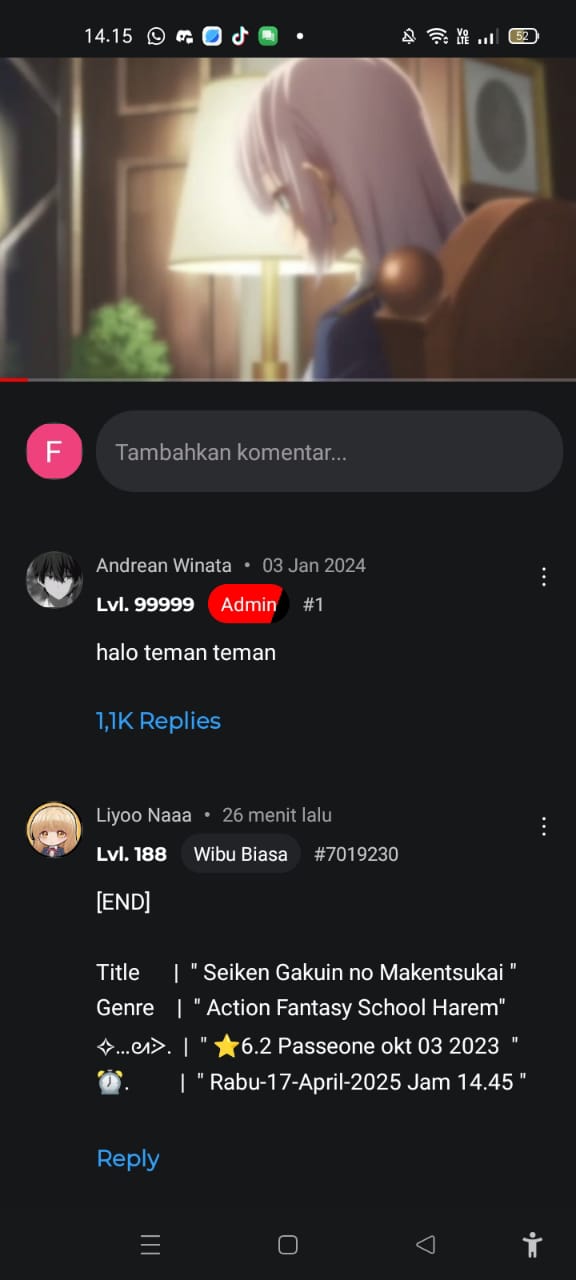 14.15 VoLTE 52
F
Tambahkan komentar...
Andrean Winata • 03 Jan 2024
Lvl. 99999 Admin #1
halo teman teman
1,1K Replies
Liyoo Naaa • 26 menit lalu
Lvl. 188 Wibu Biasa #7019230
[END]
Title | " Seiken Gakuin no Makentsukai "
Genre | " Action Fantasy School Harem"
✧…ᘛ>. | " ⭐6.2 Passeone okt 03 2023 "
⏰. | " Rabu-17-April-2025 Jam 14.45 "
Reply